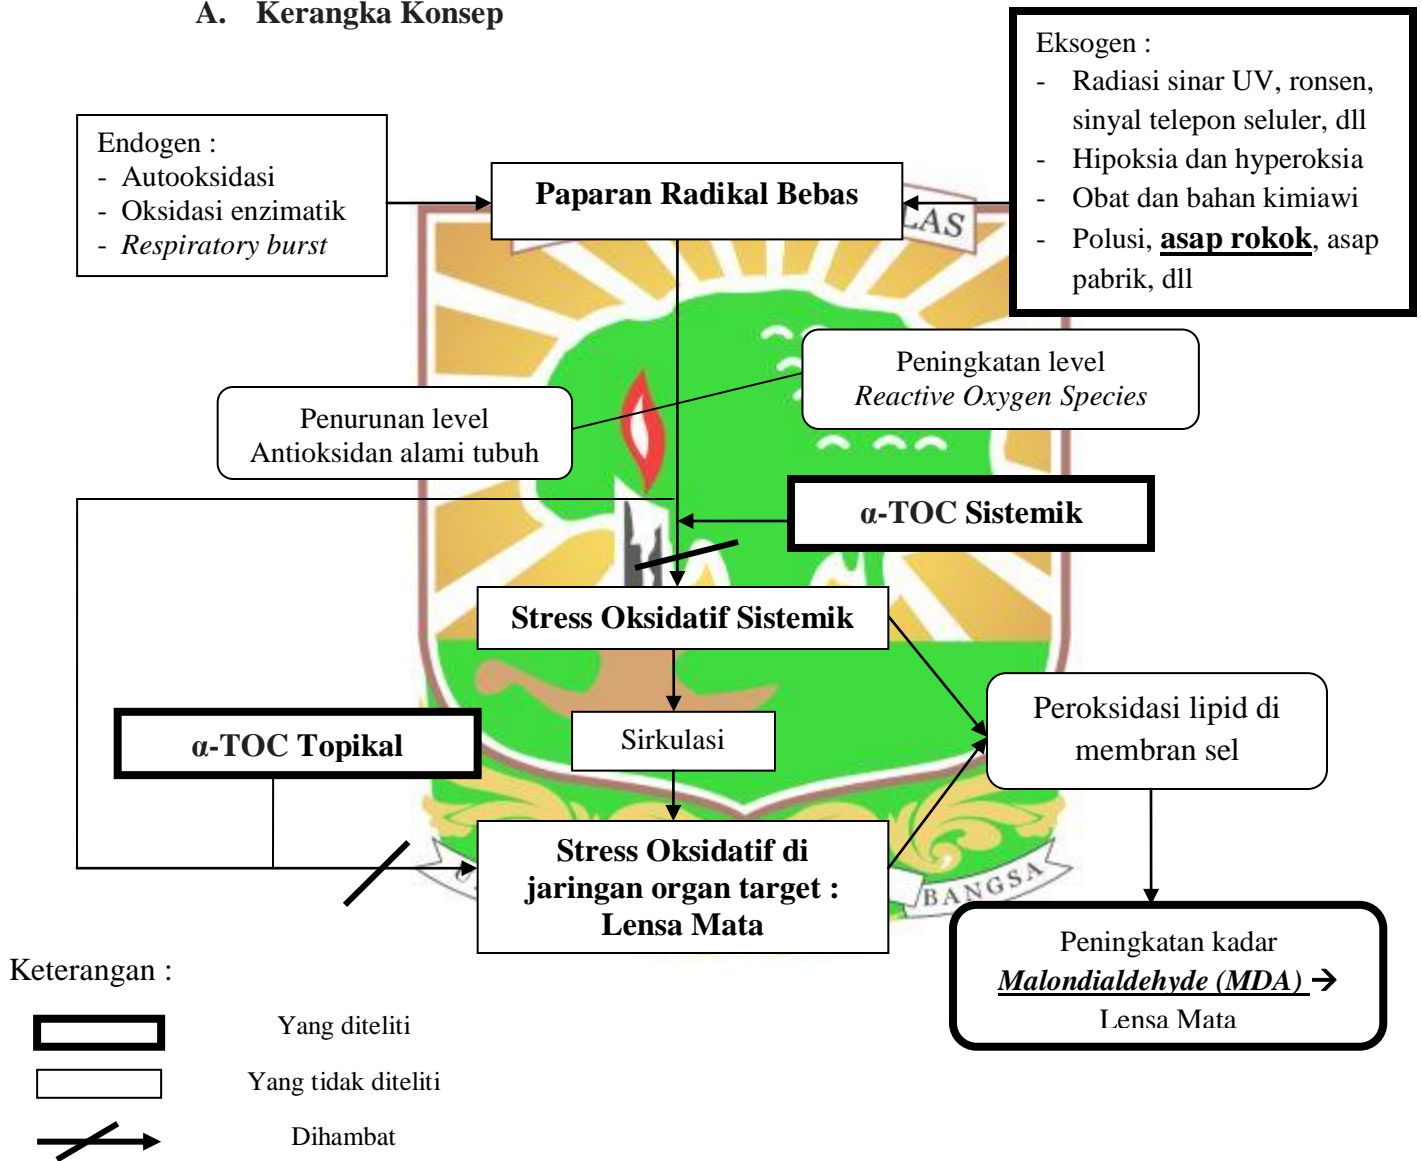 A. Kerangka Konsep
Eksogen :
- Radiasi sinar UV, ronsen,
sinyal telepon seluler, dll
- Hipoksia dan hyperoksia
- Obat dan bahan kimiawi
- Polusi, asap rokok, asap
pabrik, dll
Endogen :
- Autooksidasi
- Oksidasi enzimatik
- Respiratory burst
Paparan Radikal Bebas
LAS
Peningkatan level
Reactive Oxygen Species
Penurunan level
Antioksidan alami tubuh
α-TOC Sistemik
Stress Oksidatif Sistemik
Peroksidasi lipid di
membran sel
α-TOC Topikal
Sirkulasi
Stress Oksidatif di
jaringan organ target :
Lensa Mata
BANGSA
Peningkatan kadar
Malondialdehyde (MDA) →
Lensa Mata
Keterangan :
Yang diteliti
Yang tidak diteliti
Dihambat